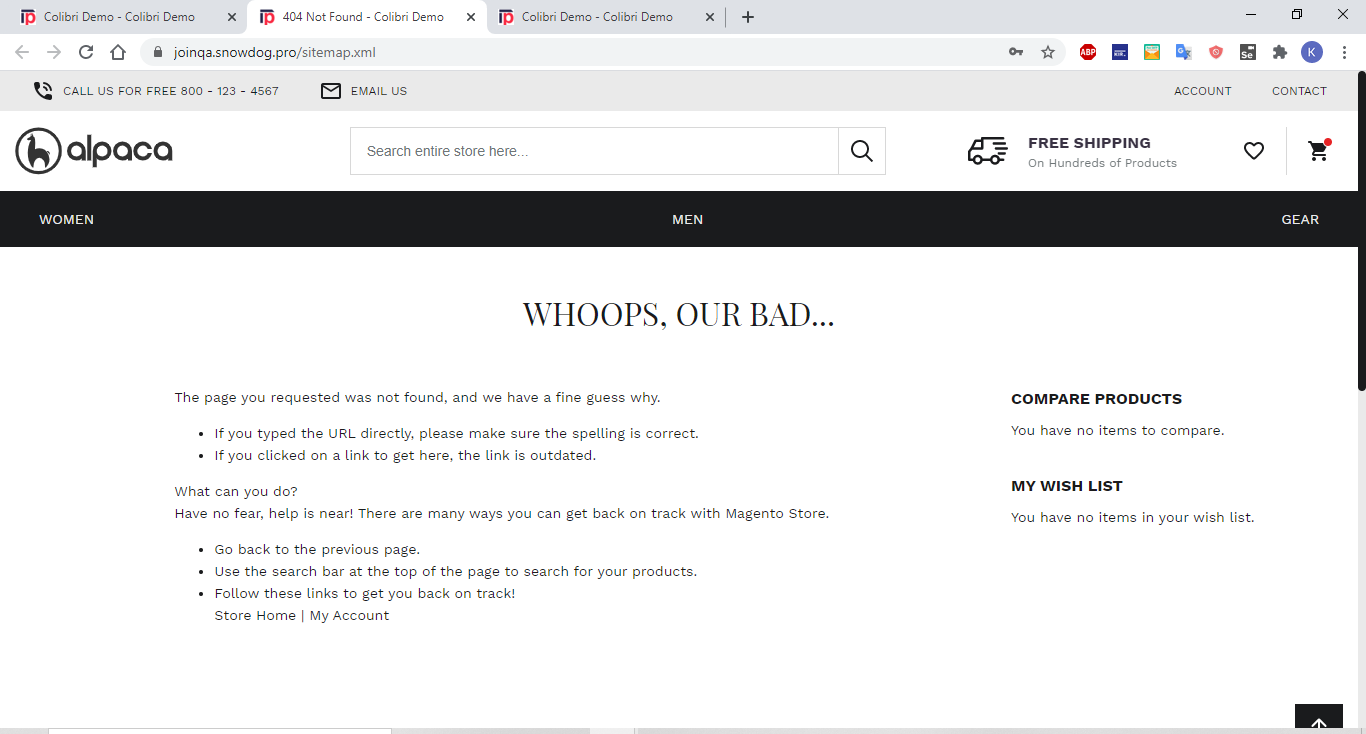 Colibri Demo - Colibri Demo
404 Not Found - Colibri Demo
Colibri Demo - Colibri Demo
joinqa.snowdog.pro/sitemap.xml
ABP
Se
K
CALL US FOR FREE 800 - 123 - 4567
EMAIL US
ACCOUNT
CONTACT
alpaca
Search entire store here...
FREE SHIPPING
On Hundreds of Products
WOMEN
MEN
GEAR
WHOOPS, OUR BAD...
The page you requested was not found, and we have a fine guess why.
• If you typed the URL directly, please make sure the spelling is correct.
• If you clicked on a link to get here, the link is outdated.
What can you do?
Have no fear, help is near! There are many ways you can get back on track with Magento Store.
• Go back to the previous page.
• Use the search bar at the top of the page to search for your products.
• Follow these links to get you back on track!
Store Home | My Account
COMPARE PRODUCTS
You have no items to compare.
MY WISH LIST
You have no items in your wish list.